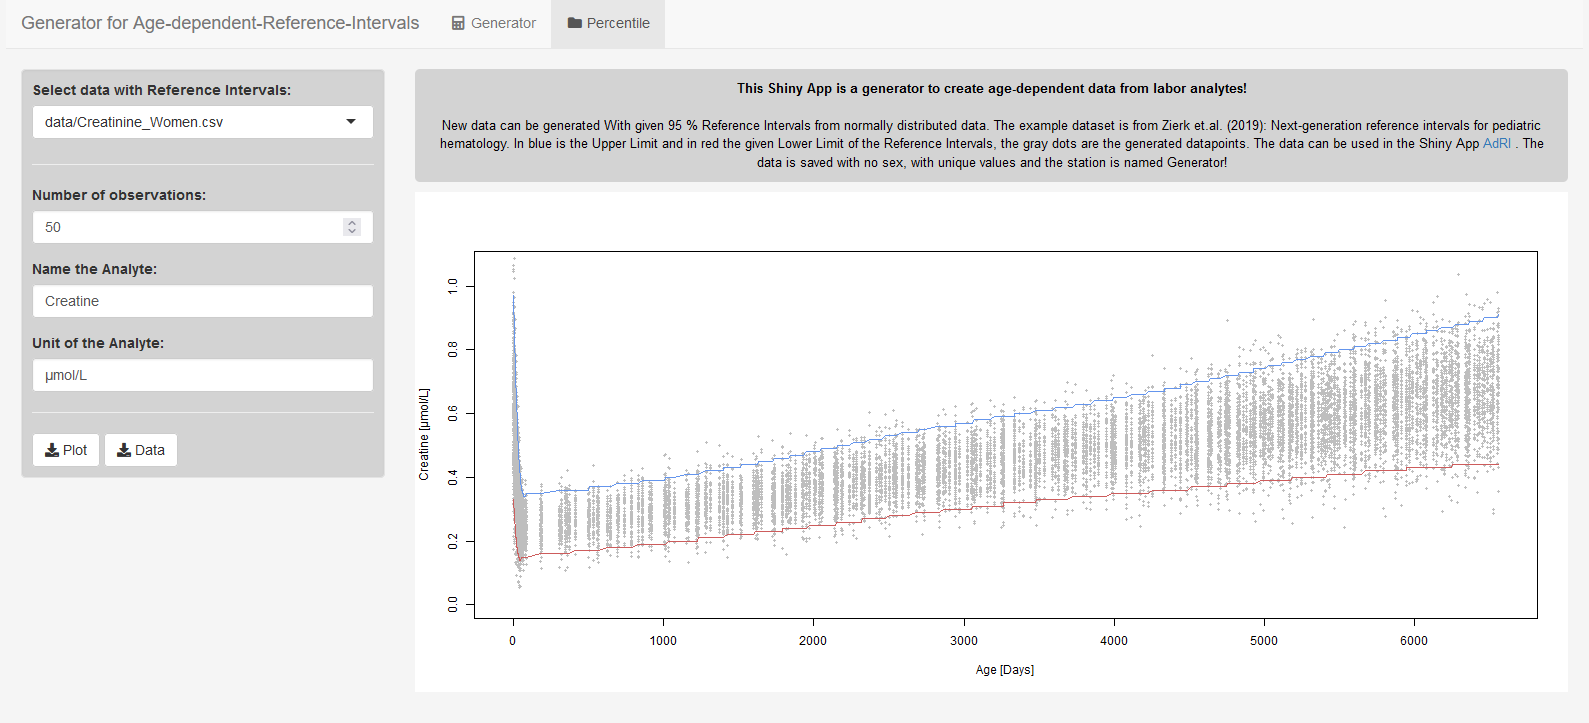 Generator for Age-dependent-Reference-Intervals
Generator
Percentile
Select data with Reference Intervals:
data/Creatinine_Women.csv
Number of observations:
50
Name the Analyte:
Creatine
Unit of the Analyte:
µmol/L
Plot
Data
This Shiny App is a generator to create age-dependent data from labor analytes!
New data can be generated With given 95 % Reference Intervals from normally distributed data. The example dataset is from Zierk et.al. (2019): Next-generation reference intervals for pediatric
hematology. In blue is the Upper Limit and in red the given Lower Limit of the Reference Intervals, the gray dots are the generated datapoints. The data can be used in the Shiny App AdRI . The
data is saved with no sex, with unique values and the station is named Generator!
Creatine [µmol/L]
1.0
0.8
0.6
0.4
0.2
0.0
0 1000 2000 3000 4000 5000 6000
Age [Days]